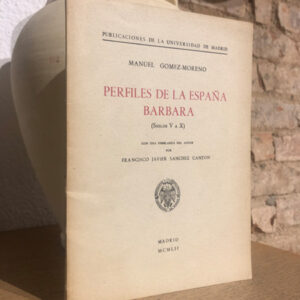 PUBLICACIONES DE LA UNIVERSIDAD DE MADRID
MANUEL GOMEZ-MORENO
PERFILES DE LA ESPAÑA
BARBARA
(SIGLOS V A X)
CON UNA SEMBLANZA DEL AUTOR
POR
FRANCISCO JAVIER SANCHEZ CANTON
MADRID
MCMLII